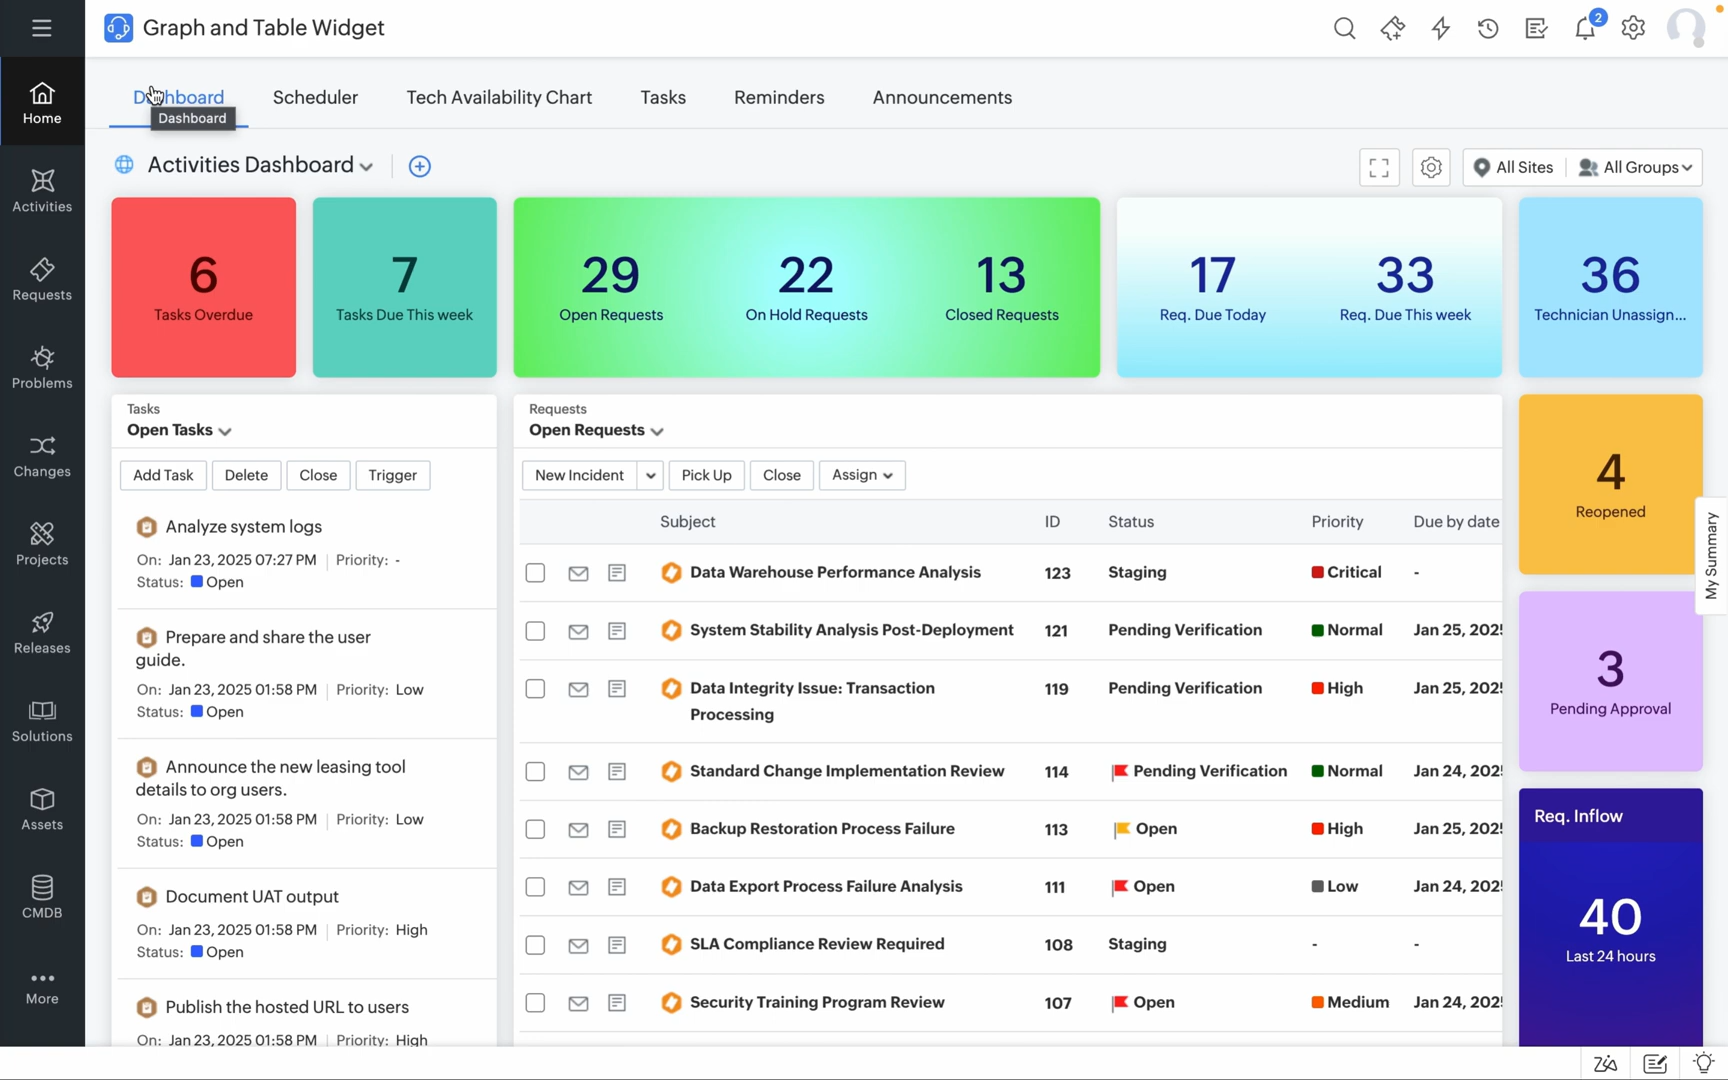 Graph and Table Widget
2
Home
Activities
Requests
Problems
Changes
Projects
Releases
Solutions
Assets
CMDB
More
Dashboard
Scheduler
Tech Availability Chart
Tasks
Reminders
Announcements
Dashboard
Activities Dashboard
All Sites
All Groups
6
Tasks Overdue
7
Tasks Due This week
29
Open Requests
22
On Hold Requests
13
Closed Requests
17
Req. Due Today
33
Req. Due This week
36
Technician Unassign...
Tasks
Open Tasks
Add Task
Delete
Close
Trigger
Analyze system logs
On: Jan 23, 2025 07:27 PM | Priority: -
Status: Open
Prepare and share the user
guide.
On: Jan 23, 2025 01:58 PM | Priority: Low
Status: Open
Announce the new leasing tool
details to org users.
On: Jan 23, 2025 01:58 PM | Priority: Low
Status: Open
Document UAT output
On: Jan 23, 2025 01:58 PM | Priority: High
Status: Open
Publish the hosted URL to users
On: Jan 23, 2025 01:58 PM | Priority: High
Requests
Open Requests
New Incident
Pick Up
Close
Assign
Subject ID Status Priority Due by date
Data Warehouse Performance Analysis 123 Staging Critical -
System Stability Analysis Post-Deployment 121 Pending Verification Normal Jan 25, 2025
Data Integrity Issue: Transaction 119 Pending Verification High Jan 25, 2025
Processing
Standard Change Implementation Review 114 Pending Verification Normal Jan 24, 2025
Backup Restoration Process Failure 113 Open High Jan 25, 2025
Data Export Process Failure Analysis 111 Open Low Jan 24, 2025
SLA Compliance Review Required 108 Staging - -
Security Training Program Review 107 Open Medium Jan 24, 2025
4
Reopened
3
Pending Approval
Req. Inflow
40
Last 24 hours
My Summary